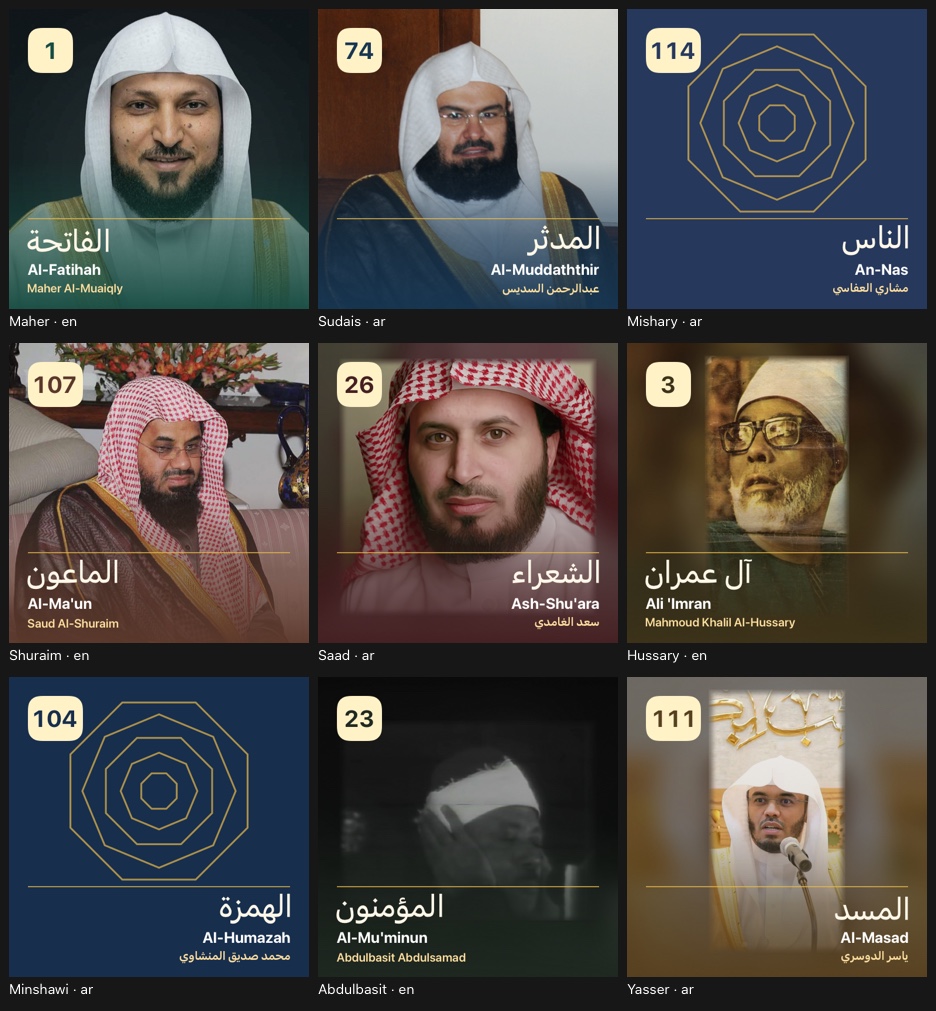 1
الفاتحة
Al-Fatihah
Maher Al-Muaiqly
Maher · en
74
المدثر
Al-Muddaththir
عبدالرحمن السديس
Sudais · ar
114
الناس
An-Nas
مشاري العفاسي
Mishary · ar
107
الماعون
Al-Ma'un
Saud Al-Shuraim
Shuraim · en
26
الشعراء
Ash-Shu'ara
سعد الغامدي
Saad · ar
3
آل عمران
Ali 'Imran
Mahmoud Khalil Al-Hussary
Hussary · en
104
الهمزة
Al-Humazah
محمد صديق المنشاوي
Minshawi · ar
23
المؤمنون
Al-Mu'minun
Abdulbasit Abdulsamad
Abdulbasit · en
111
المسد
Al-Masad
ياسر الدوسري
Yasser · ar